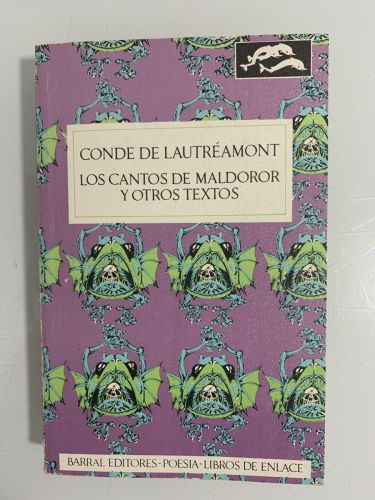 CONDE DE LAUTRÉAMONT
LOS CANTOS DE MALDOROR
Y OTROS TEXTOS
BARRAL EDITORES-POESIA-LIBROS DE ENLACE